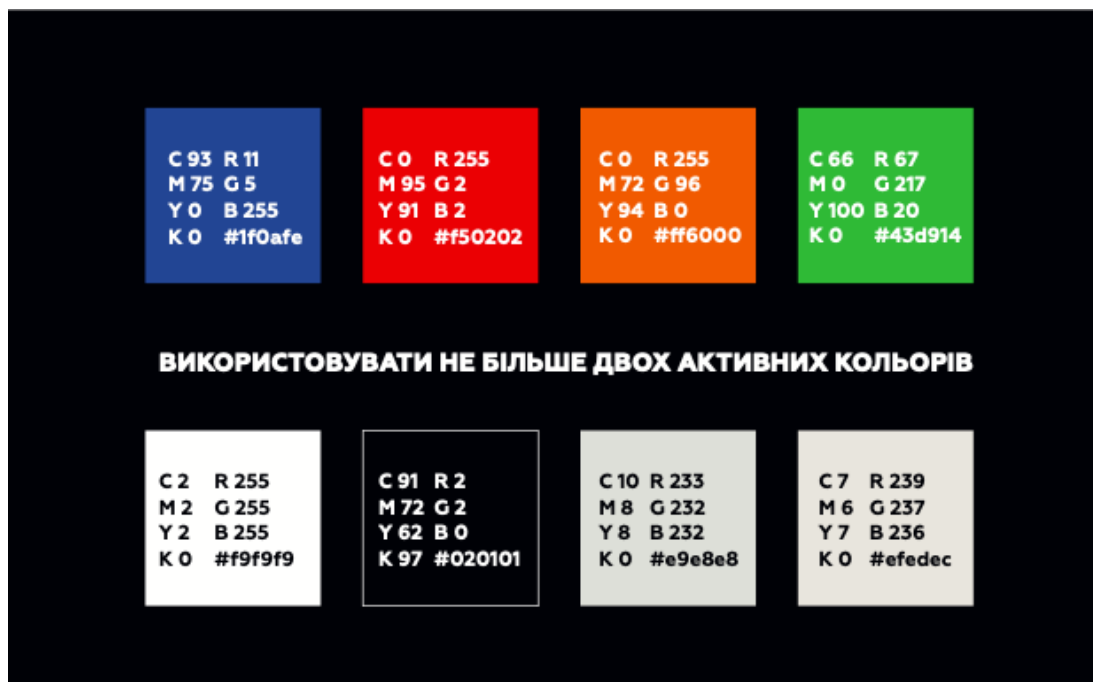 C 93 R 11
M 75 G 5
Y 0 B 255
K 0 #1f0afe
C 0 R 255
M 95 G 2
Y 91 B 2
K 0 #f50202
C 0 R 255
M 72 G 96
Y 94 B 0
K 0 #ff6000
C 66 R 67
M 0 G 217
Y 100 B 20
K 0 #43d914
ВИКОРИСТОВУВАТИ НЕ БІЛЬШЕ ДВОХ АКТИВНИХ КОЛЬОРІВ
C 2 R 255
M 2 G 255
Y 2 B 255
K 0 #f9f9f9
C 91 R 2
M 72 G 2
Y 62 B 0
K 97 #020101
C 10 R 233
M 8 G 232
Y 8 B 232
K 0 #e9e8e8
C 7 R 239
M 6 G 237
Y 7 B 236
K 0 #efedec